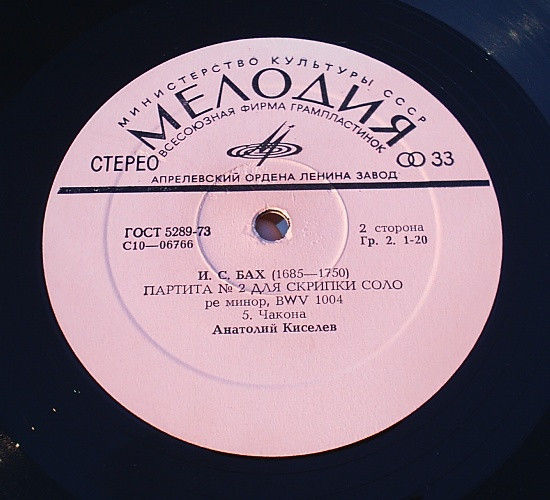 МИНИСТЕРСТВО КУЛЬТУРЫ СССР
МЕЛОДИЯ
ВСЕСОЮЗНАЯ ФИРМА ГРАМПЛАСТИНОК
СТЕРЕО
33
АПРЕЛЕВСКИЙ ОРДЕНА ЛЕНИНА ЗАВОД
ГОСТ 5289-73
С10—06766
2 сторона
Гр. 2. 1-20
И. С. БАХ (1685—1750)
ПАРТИТА № 2 ДЛЯ СКРИПКИ СОЛО
ре минор, BWV 1004
5. Чакона
Анатолий Киселев